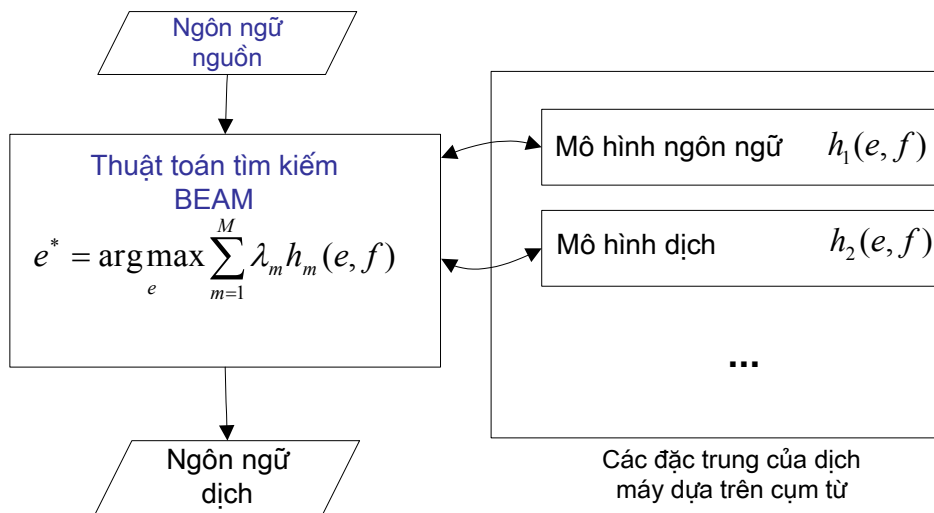 Ngôn ngữ
nguồn
Thuật toán tìm kiếm
BEAM
e* = arg max_e ∑_{m=1}^{M} λ_m h_m(e, f)
Ngôn ngữ
dịch
Mô hình ngôn ngữ h₁(e, f)
Mô hình dịch h₂(e, f)
...
Các đặc trưng của dịch
máy dựa trên cụm từ